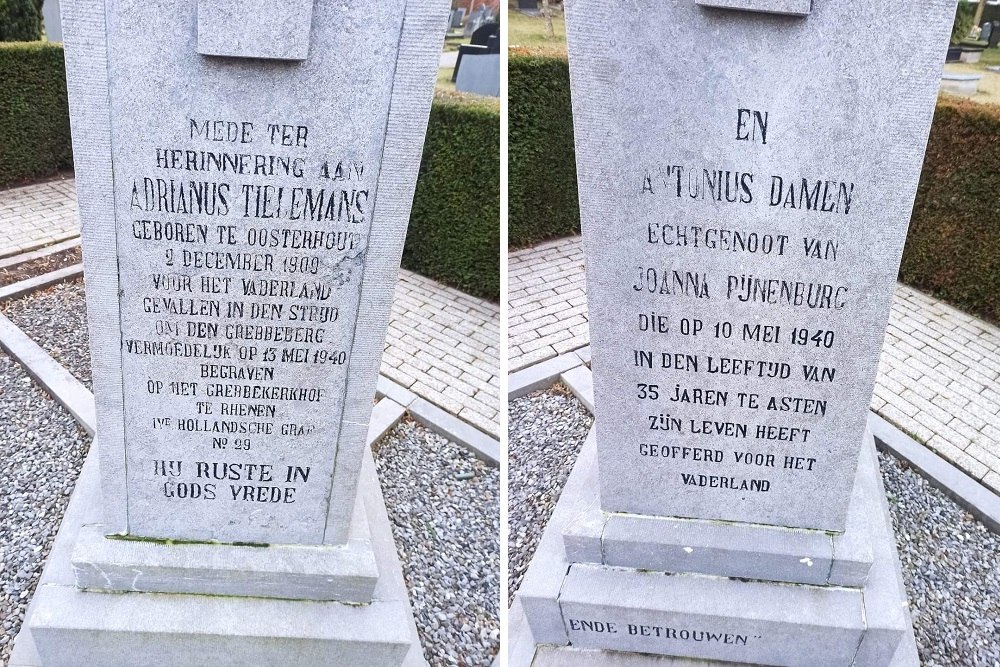 MEDE TER
HERINNERING AAN
ADRIANUS TIELEMANS
GEBOREN TE OOSTERHOUT
2 DECEMBER 1909
VOOR HET VADERLAND
GEVALLEN IN DEN STRIJD
OM DEN GREBBEBERG
VERMOEDELIJK OP 13 MEI 1940
BEGRAVEN
OP HET GREBBEKERKHOF
TE RHENEN
IVE HOLLANDSCHE GRAF
No 29
HIJ RUSTE IN
GODS VREDE
EN
ANTONIUS DAMEN
ECHTGENOOT VAN
JOANNA PIJNENBURG
DIE OP 10 MEI 1940
IN DEN LEEFTIJD VAN
35 JAREN TE ASTEN
ZIJN LEVEN HEEFT
GEOFFERD VOOR HET
VADERLAND
ENDE BETROUWEN"